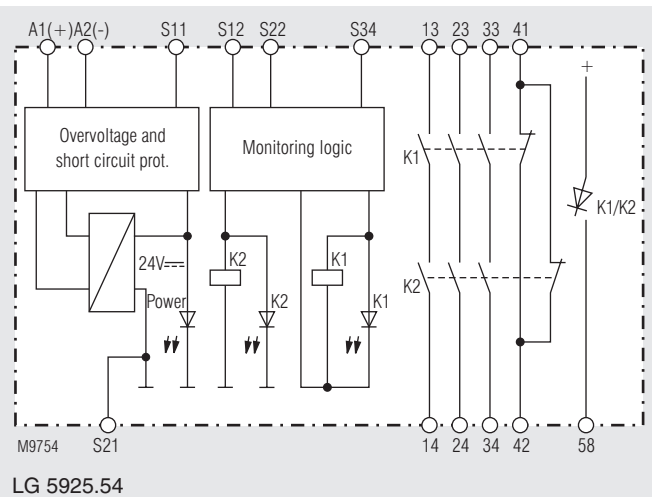 A1(+) A2(-) S11 S12 S22 S34 13 23 33 41
+
Overvoltage and
short circuit prot.
Monitoring logic
K1
K1/K2
24V
K2
K1
K2
Power
K2
K1
M9754
S21
14 24 34 42 58
LG 5925.54